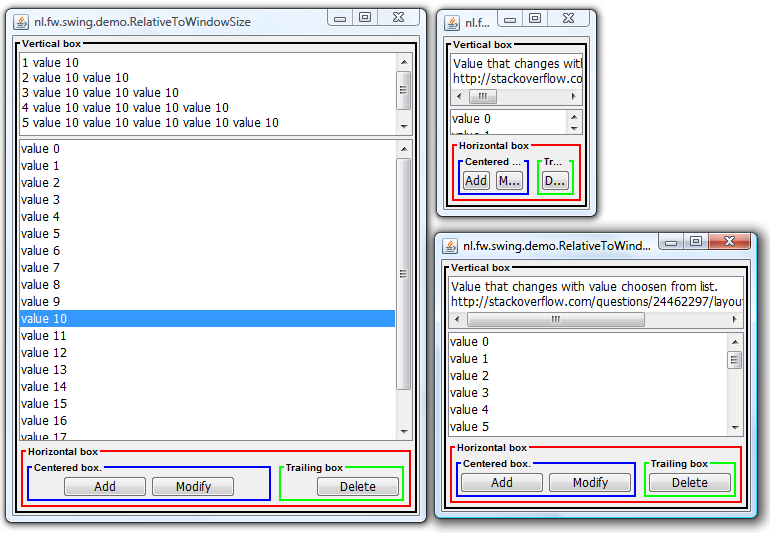 nl.fw.swing.demo.RelativeToWindowSize
Vertical box
1 value 10
2 value 10 value 10
3 value 10 value 10 value 10
4 value 10 value 10 value 10 value 10
5 value 10 value 10 value 10 value 10 value 10
value 0
value 1
value 2
value 3
value 4
value 5
value 6
value 7
value 8
value 9
value 10
value 11
value 12
value 13
value 14
value 15
value 16
value 17
Horizontal box
Centered box.
Trailing box
Add
Modify
Delete
nl.f...
Vertical box
Value that changes with
http://stackoverflow.co
value 0
value 1
Horizontal box
Centered ...
Tr...
Add
M...
D...
nl.fw.swing.demo.RelativeToWind...
Vertical box
Value that changes with value choosen from list.
http://stackoverflow.com/questions/24462297/layou
value 0
value 1
value 2
value 3
value 4
value 5
Horizontal box
Centered box.
Trailing box
Add
Modify
Delete